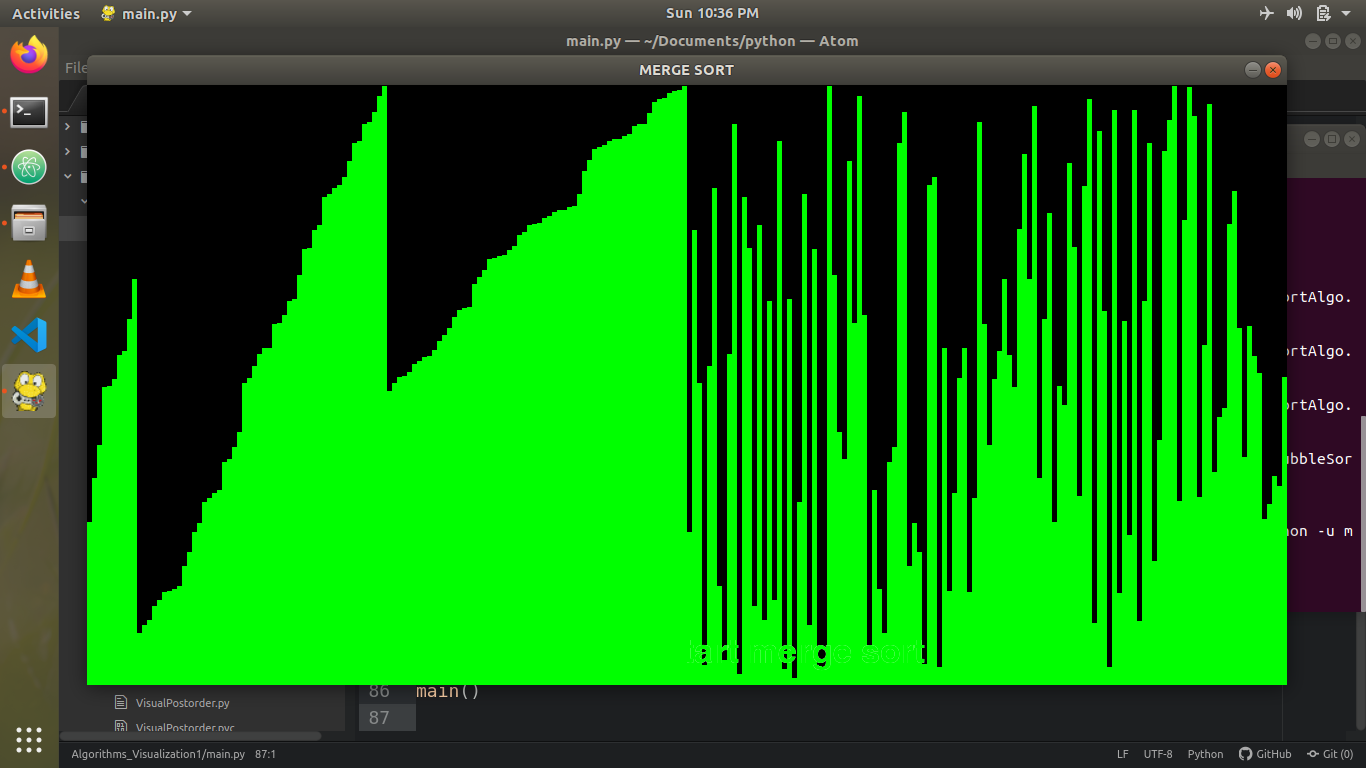 Activities
main.py
Sun 10:36 PM
main.py — ~/Documents/python — Atom
File
MERGE SORT
ortAlgo.
ortAlgo.
ortAlgo.
ubbleSor
hon -u m
tart merge sort
86 main()
87
VisualPostorder.py
VisualPostorder.pyc
Algorithms_Visualization1/main.py 87:1
LF UTF-8 Python GitHub Git (0)